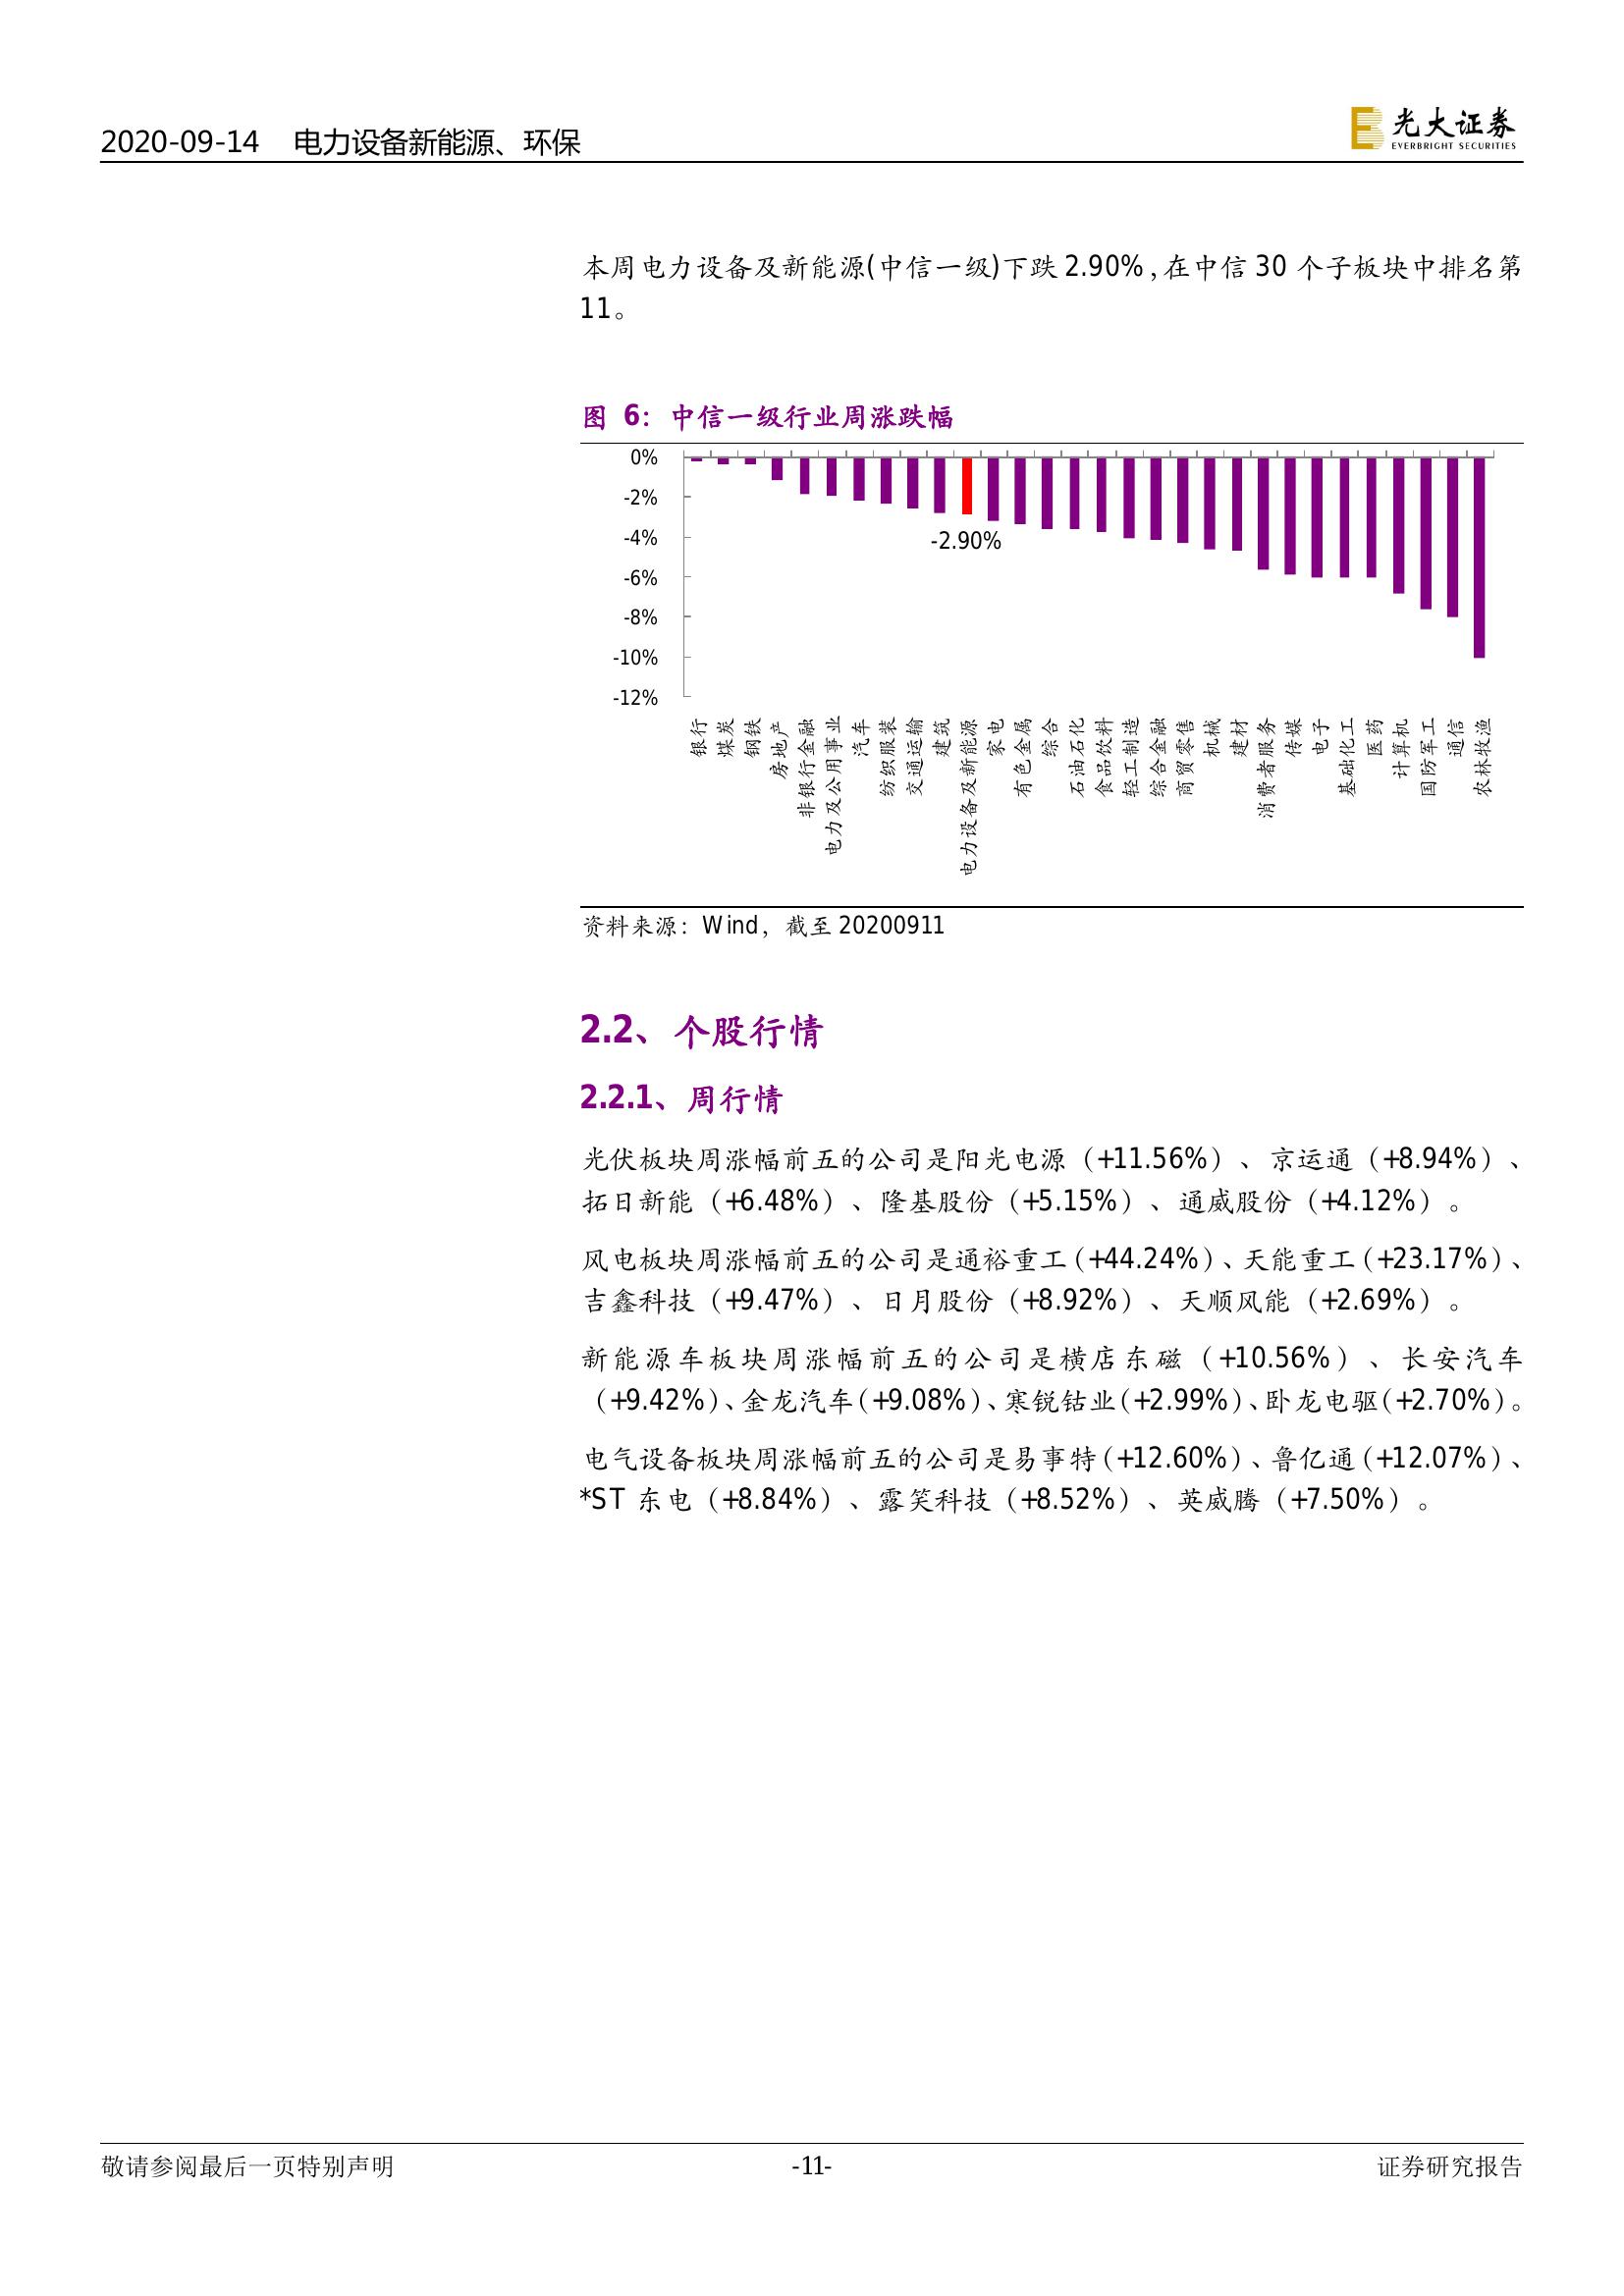 2020-09-14 电力设备新能源、环保
光大证券
EVERBRIGHT SECURITIES
本周电力设备及新能源(中信一级)下跌 2.90%,在中信 30 个子板块中排名第
11。
图 6：中信一级行业周涨跌幅
0%
-2%
-4%
-6%
-8%
-10%
-12%
-2.90%
银行
煤炭
钢铁
房地产
非银行金融
电力及公用事业
汽车
纺织服装
交通运输
建筑
电力设备及新能源
家电
有色金属
综合
石油石化
食品饮料
轻工制造
综合金融
商贸零售
机械
建材
消费者服务
传媒
电子
基础化工
医药
计算机
国防军工
通信
农林牧渔
资料来源：Wind，截至 20200911
2.2、个股行情
2.2.1、周行情
光伏板块周涨幅前五的公司是阳光电源（+11.56%）、京运通（+8.94%）、
拓日新能（+6.48%）、隆基股份（+5.15%）、通威股份（+4.12%）。
风电板块周涨幅前五的公司是通裕重工（+44.24%）、天能重工（+23.17%）、
吉鑫科技（+9.47%）、日月股份（+8.92%）、天顺风能（+2.69%）。
新能源车板块周涨幅前五的公司是横店东磁（+10.56%）、长安汽车
（+9.42%）、金龙汽车（+9.08%）、寒锐钴业（+2.99%）、卧龙电驱（+2.70%）。
电气设备板块周涨幅前五的公司是易事特（+12.60%）、鲁亿通（+12.07%）、
*ST 东电（+8.84%）、露笑科技（+8.52%）、英威腾（+7.50%）。
敬请参阅最后一页特别声明
-11-
证券研究报告